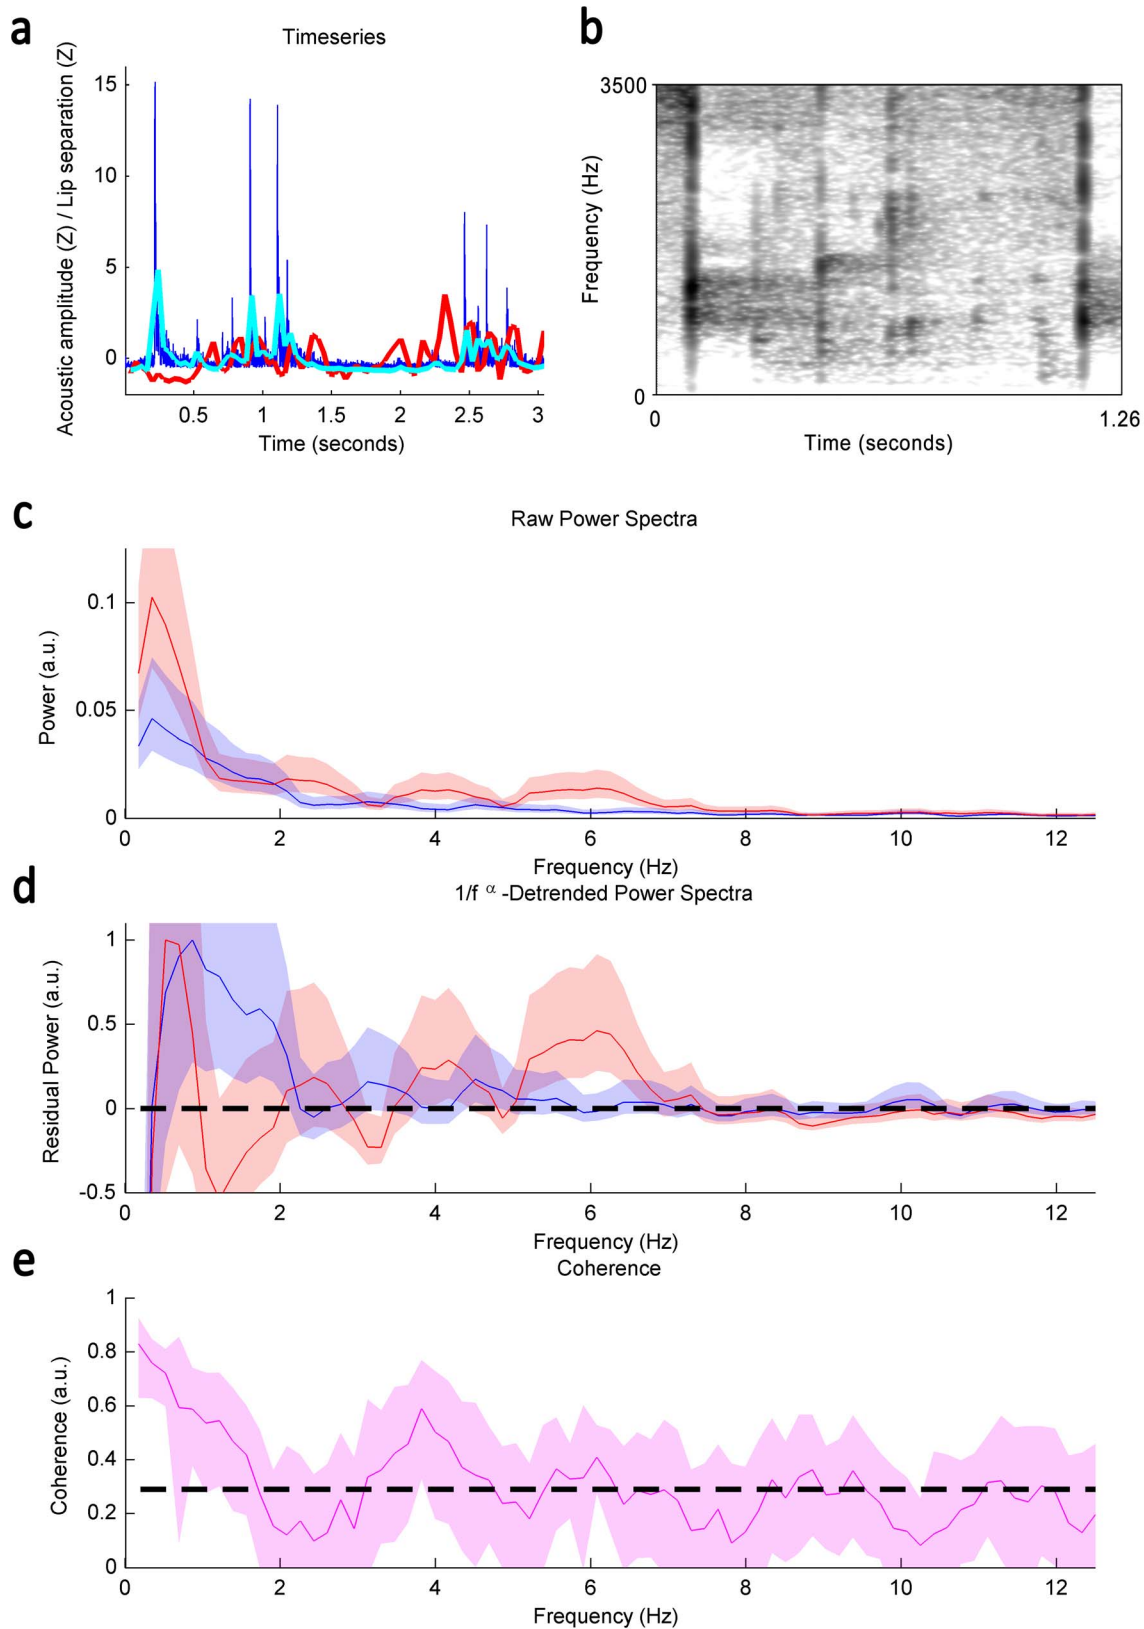 a
Timeseries
Acoustic amplitude (Z) / Lip separation (Z)
15
10
5
0
0.5 1 1.5 2 2.5 3
Time (seconds)
b
3500
Frequency (Hz)
0
0 1.26
Time (seconds)
c
Raw Power Spectra
Power (a.u.)
0.1
0.05
0
0 2 4 6 8 10 12
Frequency (Hz)
d
1/f α -Detrended Power Spectra
Residual Power (a.u.)
1
0.5
0
-0.5
0 2 4 6 8 10 12
Frequency (Hz)
e
Coherence
Coherence (a.u.)
1
0.8
0.6
0.4
0.2
0
0 2 4 6 8 10 12
Frequency (Hz)